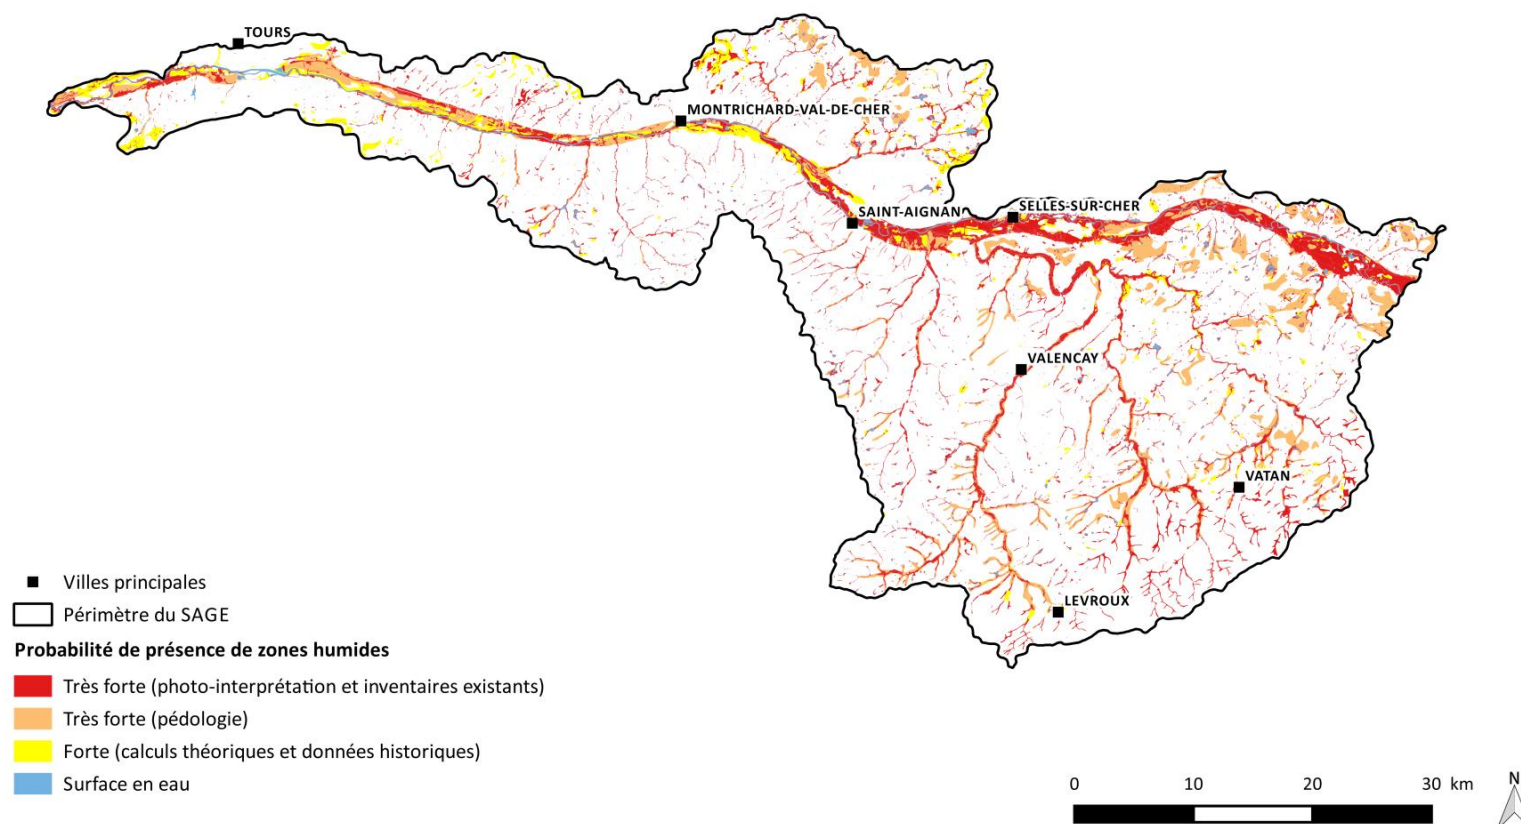 TOURS
MONTRICHARD-VAL-DE-CHER
SAINT-AIGNAN
SELLES-SUR-CHER
VALENCAY
VATAN
LEVROUX
Villes principales
Périmètre du SAGE
Probabilité de présence de zones humides
Très forte (photo-interprétation et inventaires existants)
Très forte (pédologie)
Forte (calculs théoriques et données historiques)
Surface en eau
0 10 20 30 km
N